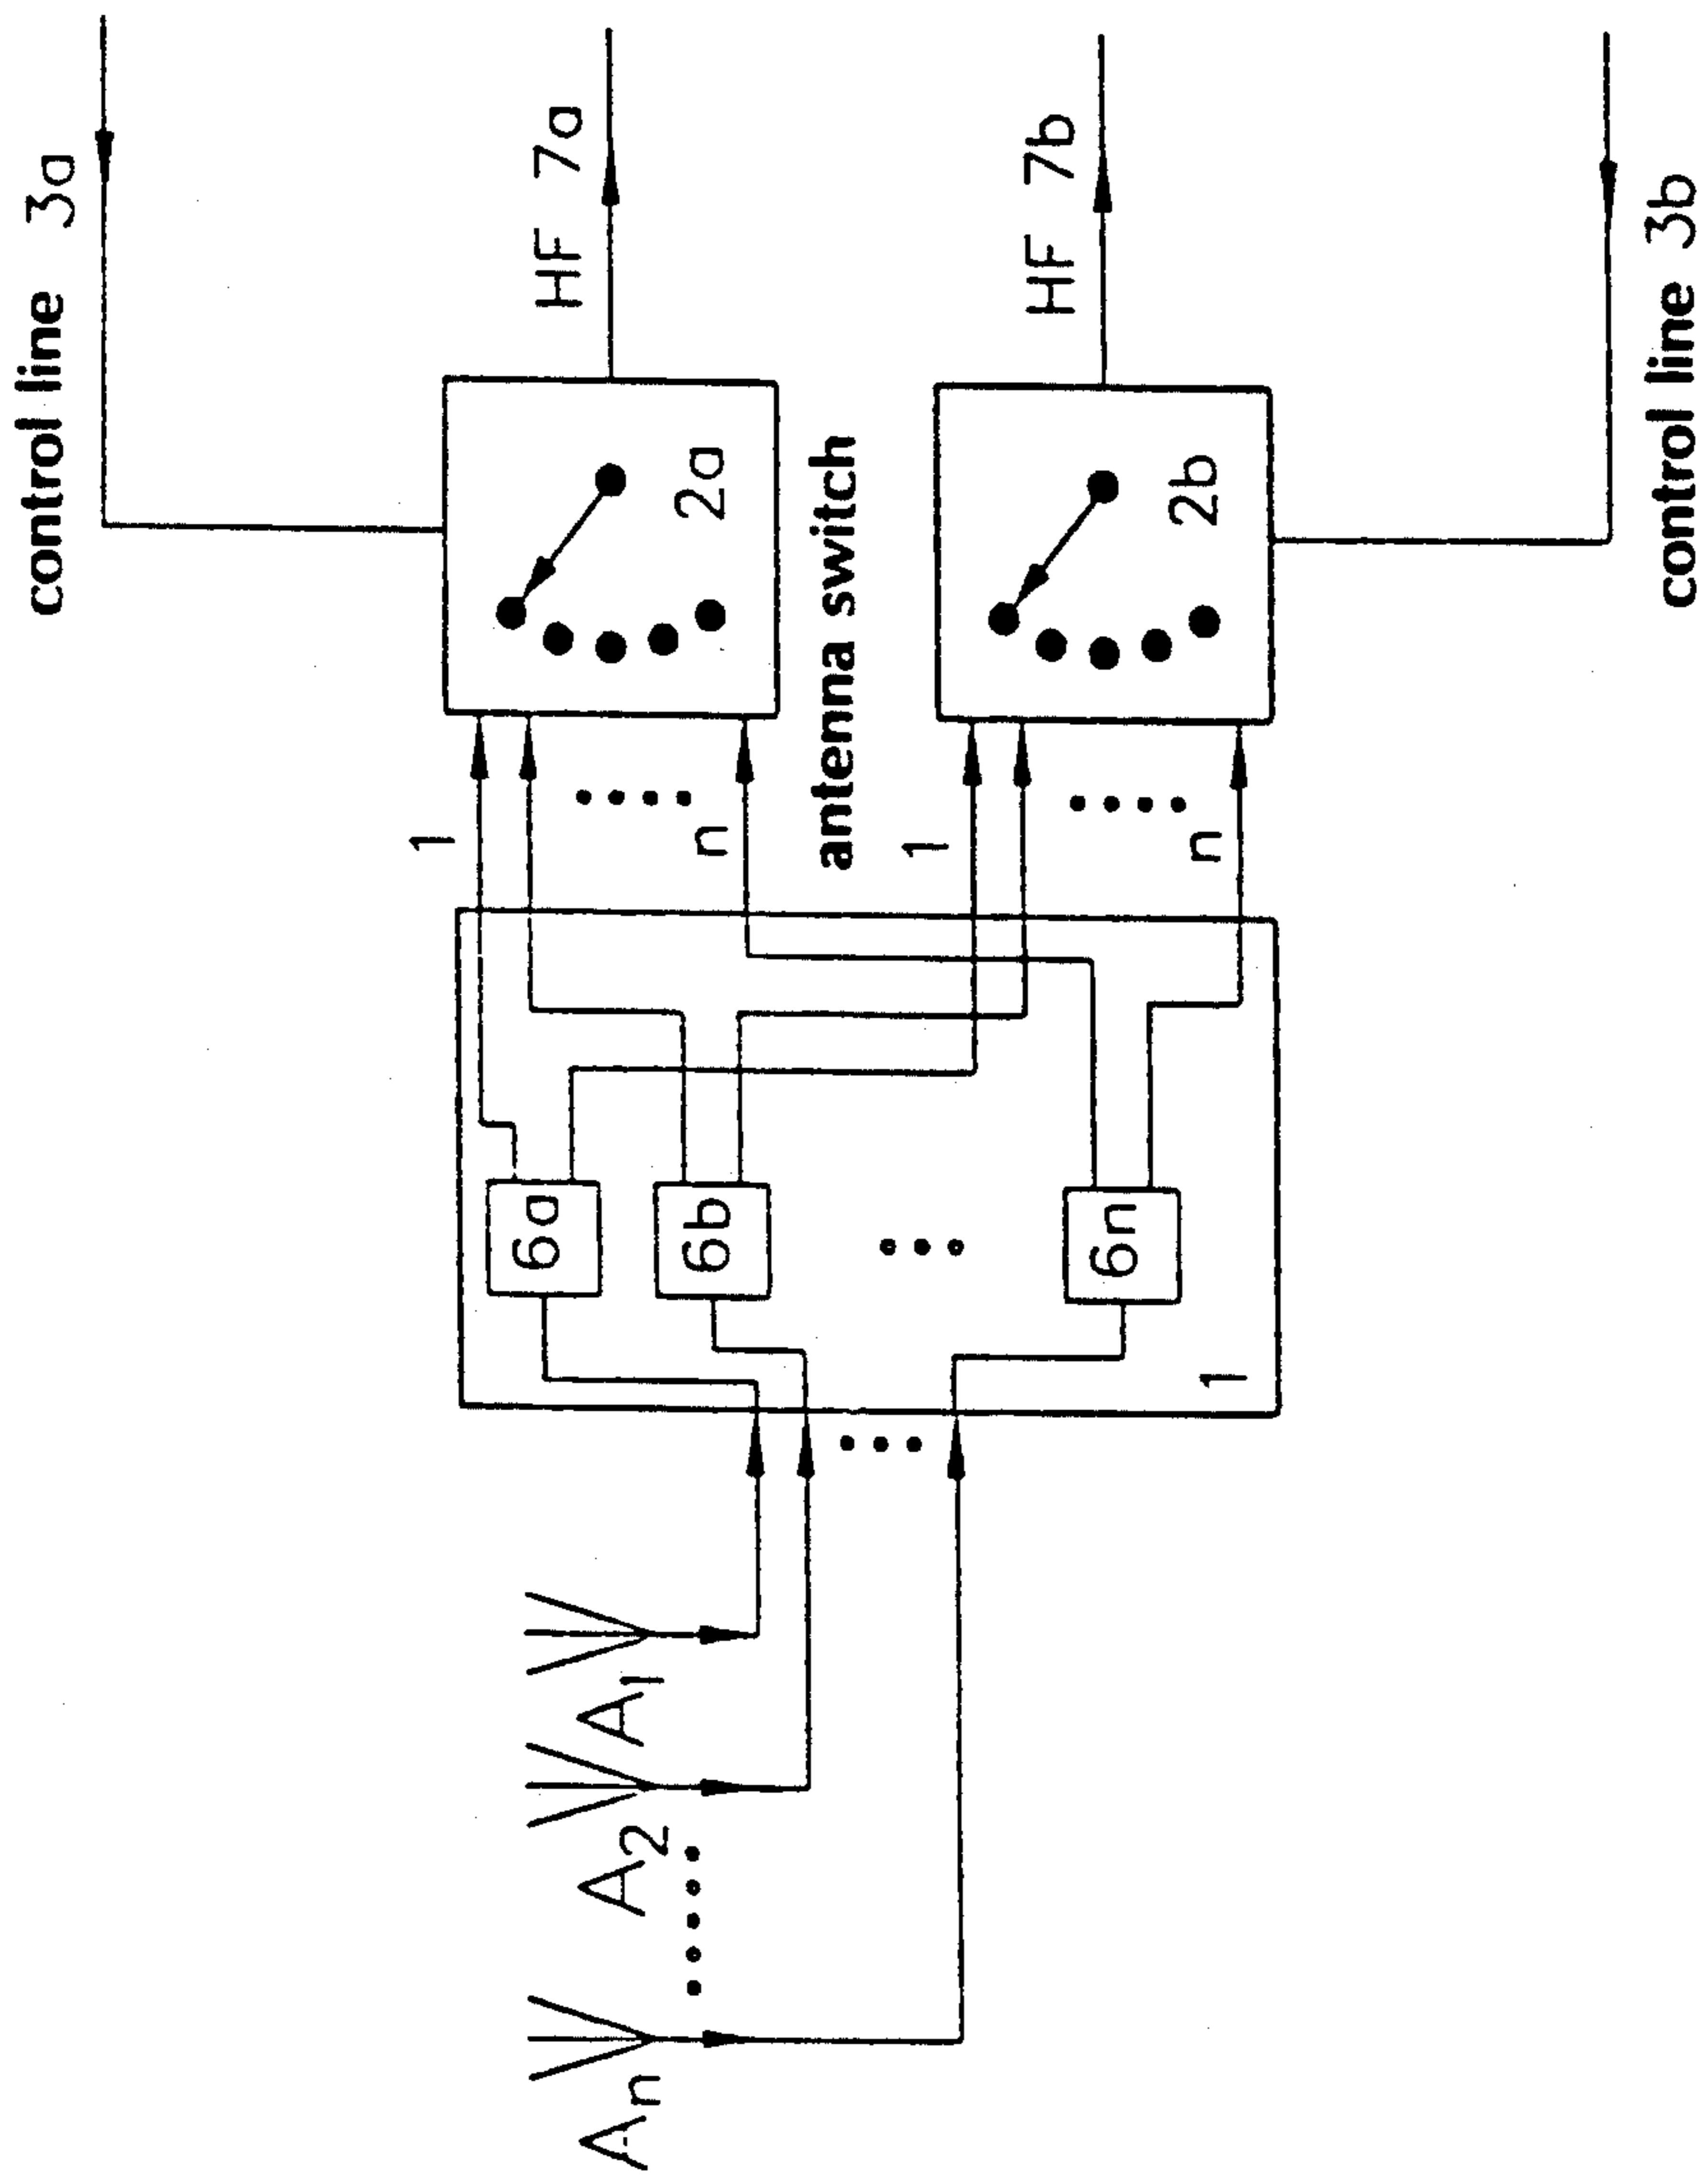 control line 3a
HF 7a
2a
antenna switch
HF 7b
2b
control line 3b
1
n
1
n
6a
6b
6n
1
A1
A2
An